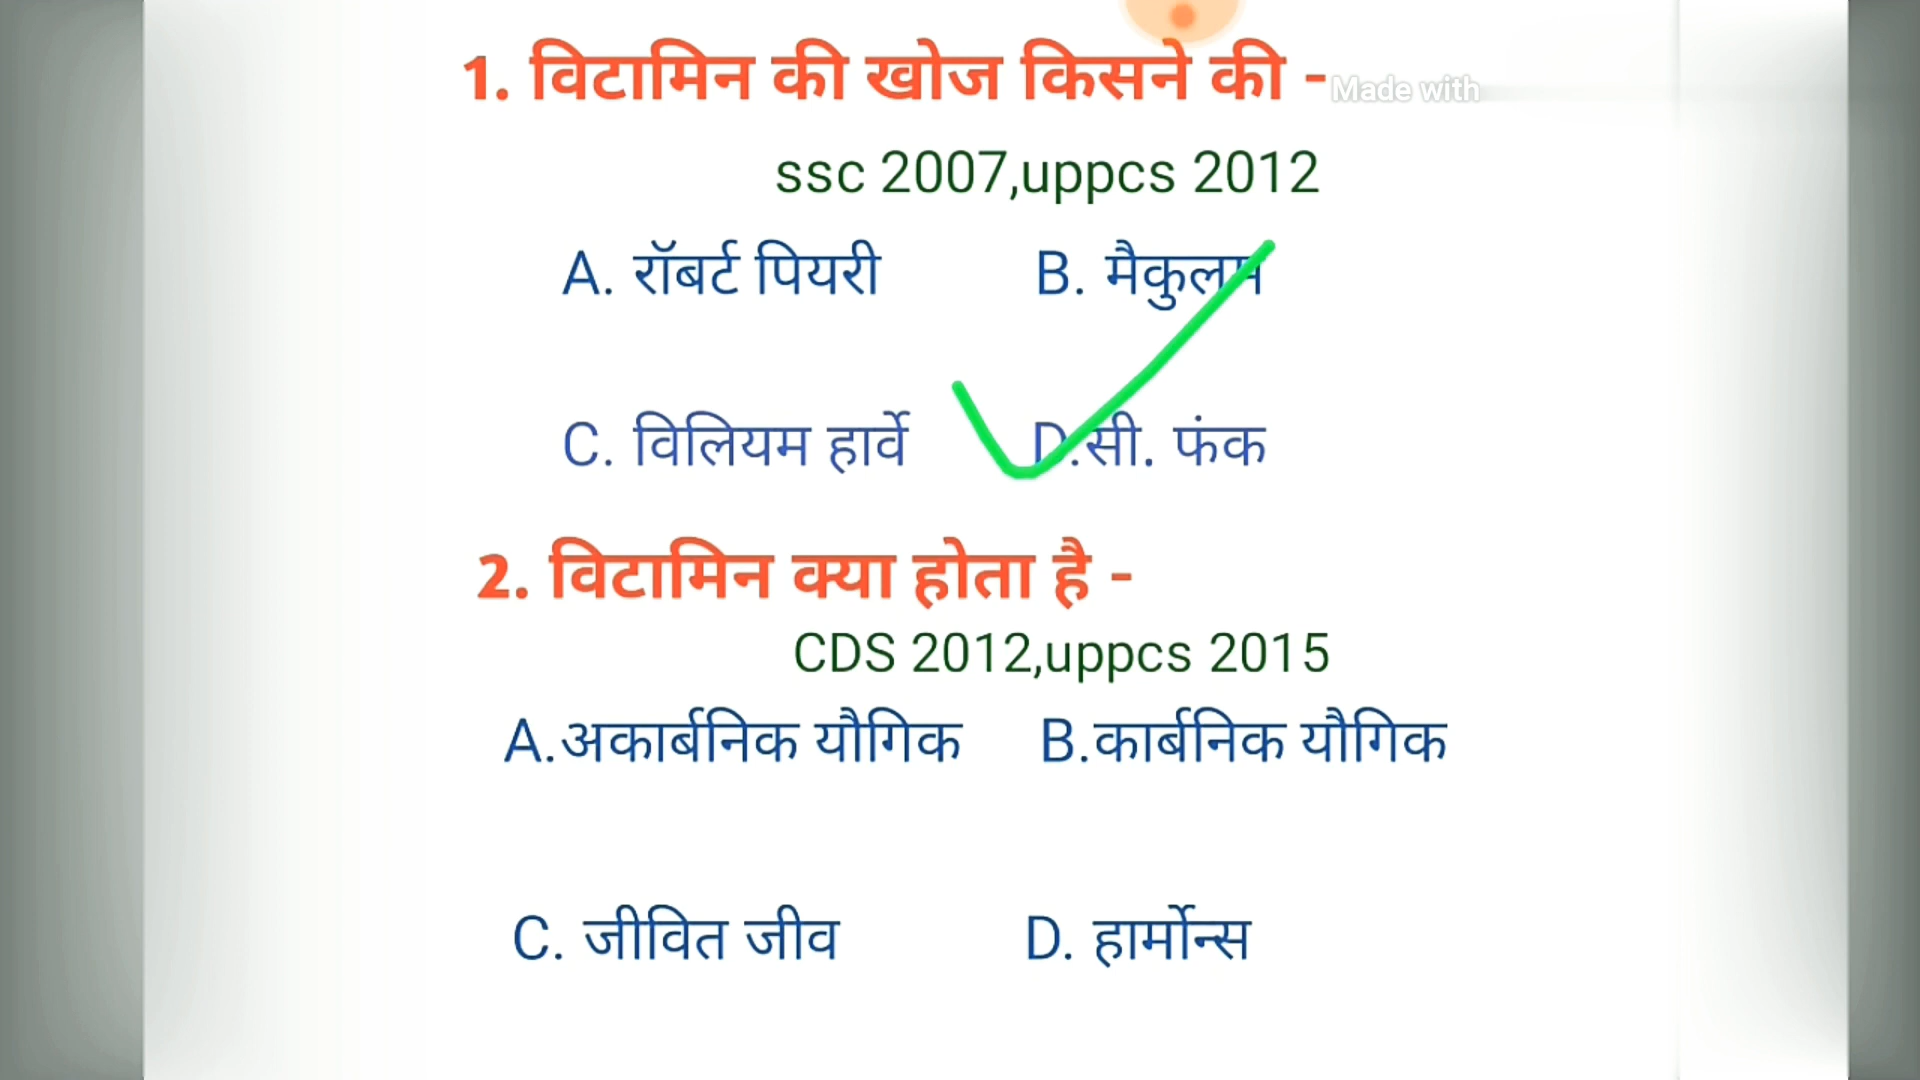 1. विटामिन की खोज किसने की -
Made with
ssc 2007,uppcs 2012
A. रॉबर्ट पियरी B. मैकुलम
C. विलियम हार्वे D.सी. फंक
2. विटामिन क्या होता है -
CDS 2012,uppcs 2015
A.अकार्बनिक यौगिक B.कार्बनिक यौगिक
C. जीवित जीव D. हार्मोन्स